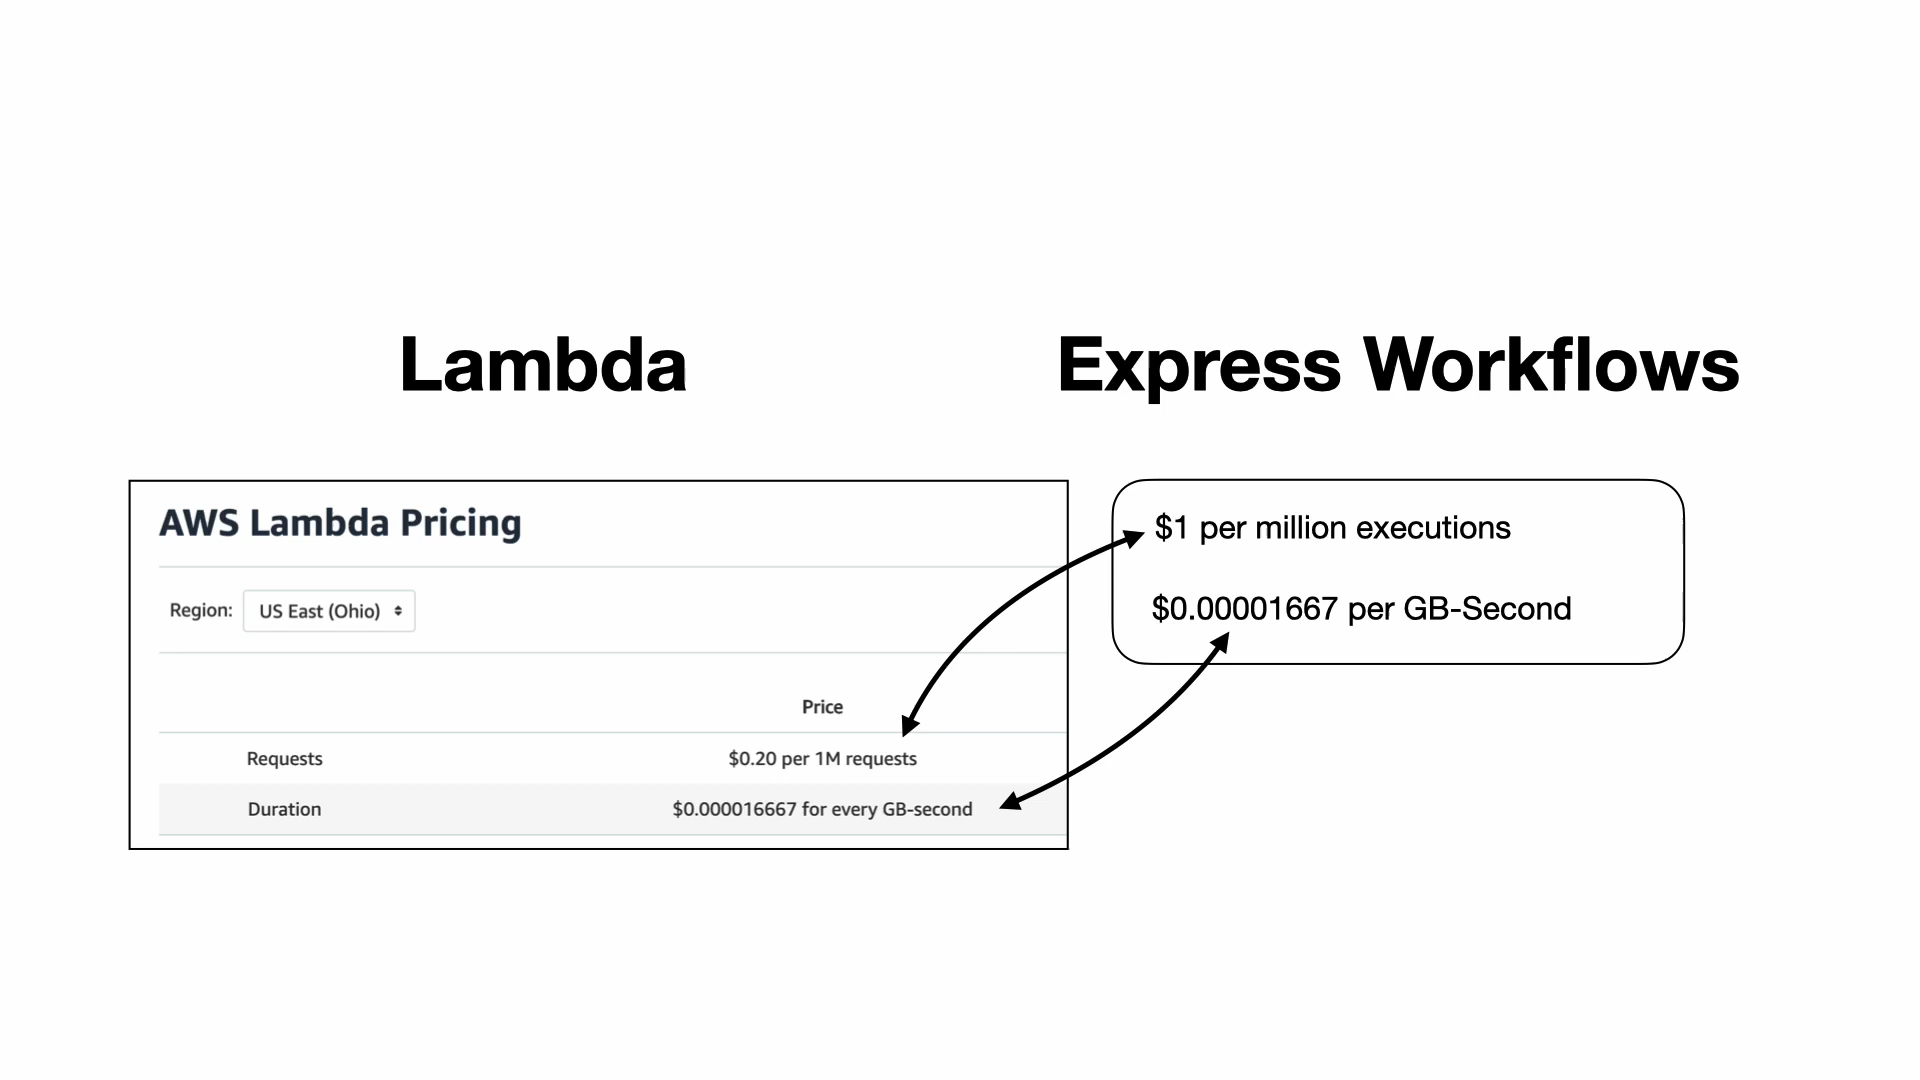 Lambda
Express Workflows
AWS Lambda Pricing
Region: US East (Ohio)
Price
Requests $0.20 per 1M requests
Duration $0.000016667 for every GB-second
$1 per million executions
$0.00001667 per GB-Second